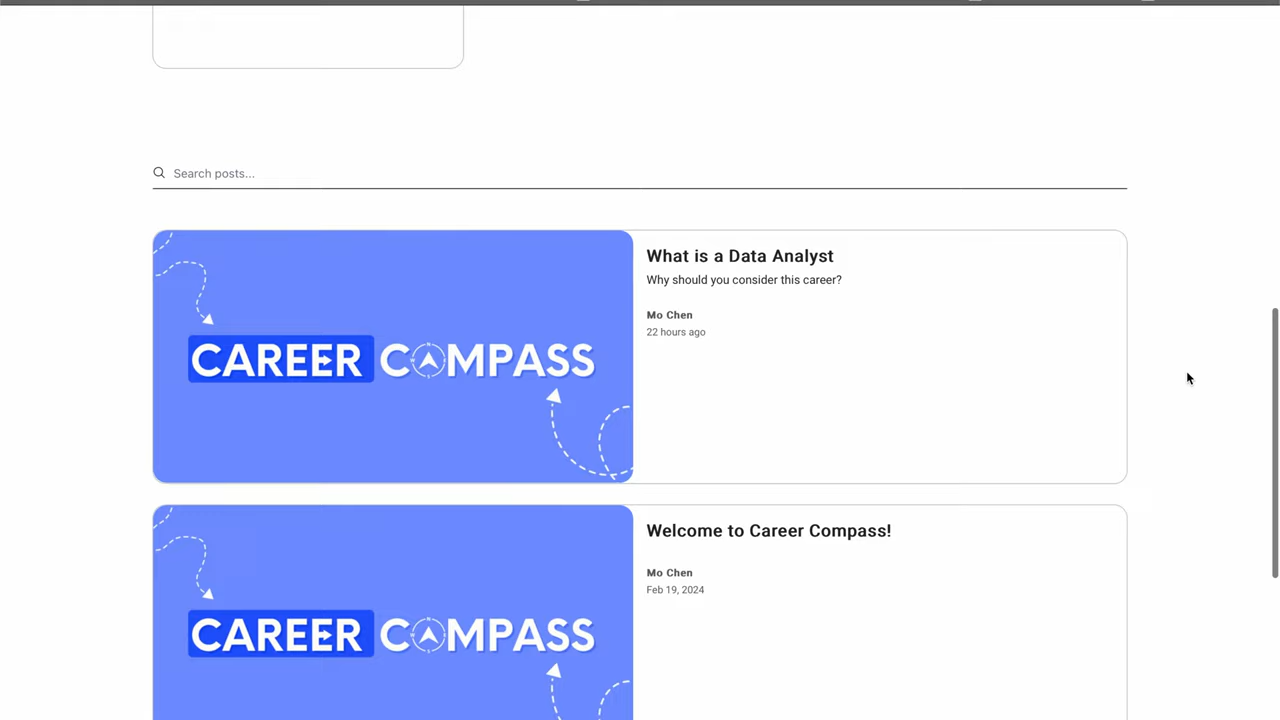 Search posts...
CAREER COMPASS
What is a Data Analyst
Why should you consider this career?
Mo Chen
22 hours ago
CAREER COMPASS
Welcome to Career Compass!
Mo Chen
Feb 19, 2024